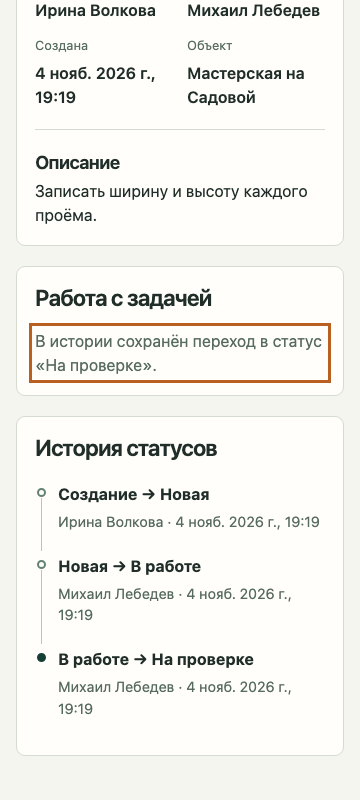 Ирина Волкова
Михаил Лебедев
Создана
Объект
4 нояб. 2026 г.,
19:19
Мастерская на
Садовой
Описание
Записать ширину и высоту каждого
проёма.
Работа с задачей
В истории сохранён переход в статус
«На проверке».
История статусов
Создание → Новая
Ирина Волкова · 4 нояб. 2026 г., 19:19
Новая → В работе
Михаил Лебедев · 4 нояб. 2026 г.,
19:19
В работе → На проверке
Михаил Лебедев · 4 нояб. 2026 г.,
19:19